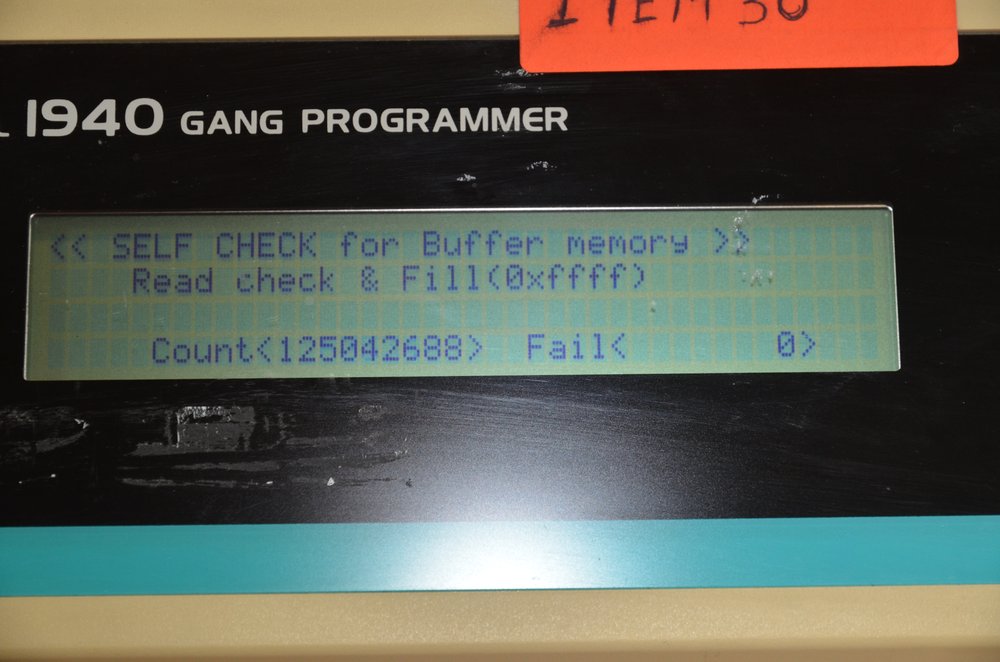 ITEM 30
1940 GANG PROGRAMMER
<< SELF CHECK for Buffer memory >>
Read check & Fill(0xffff)
Count<125042688> Fail< 0>